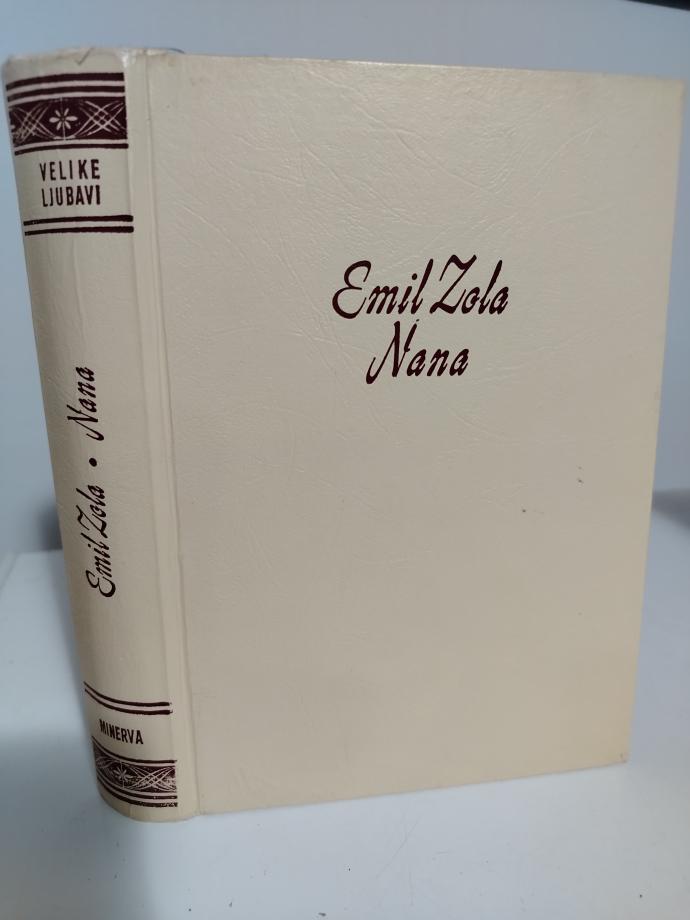 VELIKE
LJUBAVI
Emil Zola • Nana
MINERVA
Emil Zola
Nana